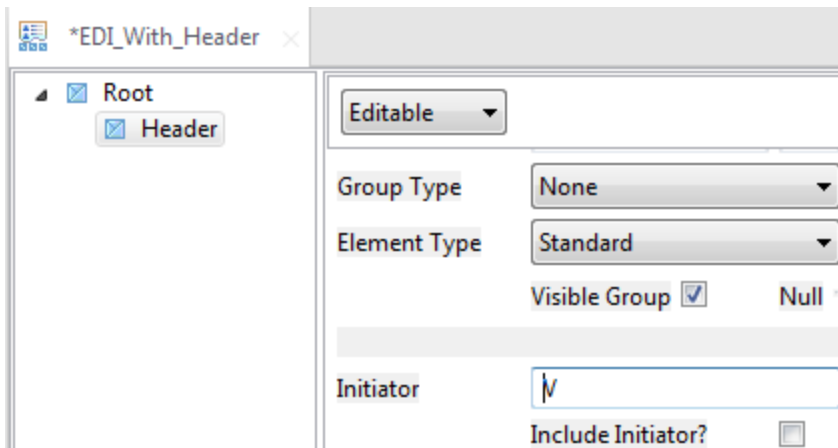 *EDI_With_Header
Root
Header
Editable
Group Type None
Element Type Standard
Visible Group Null
Initiator V
Include Initiator?